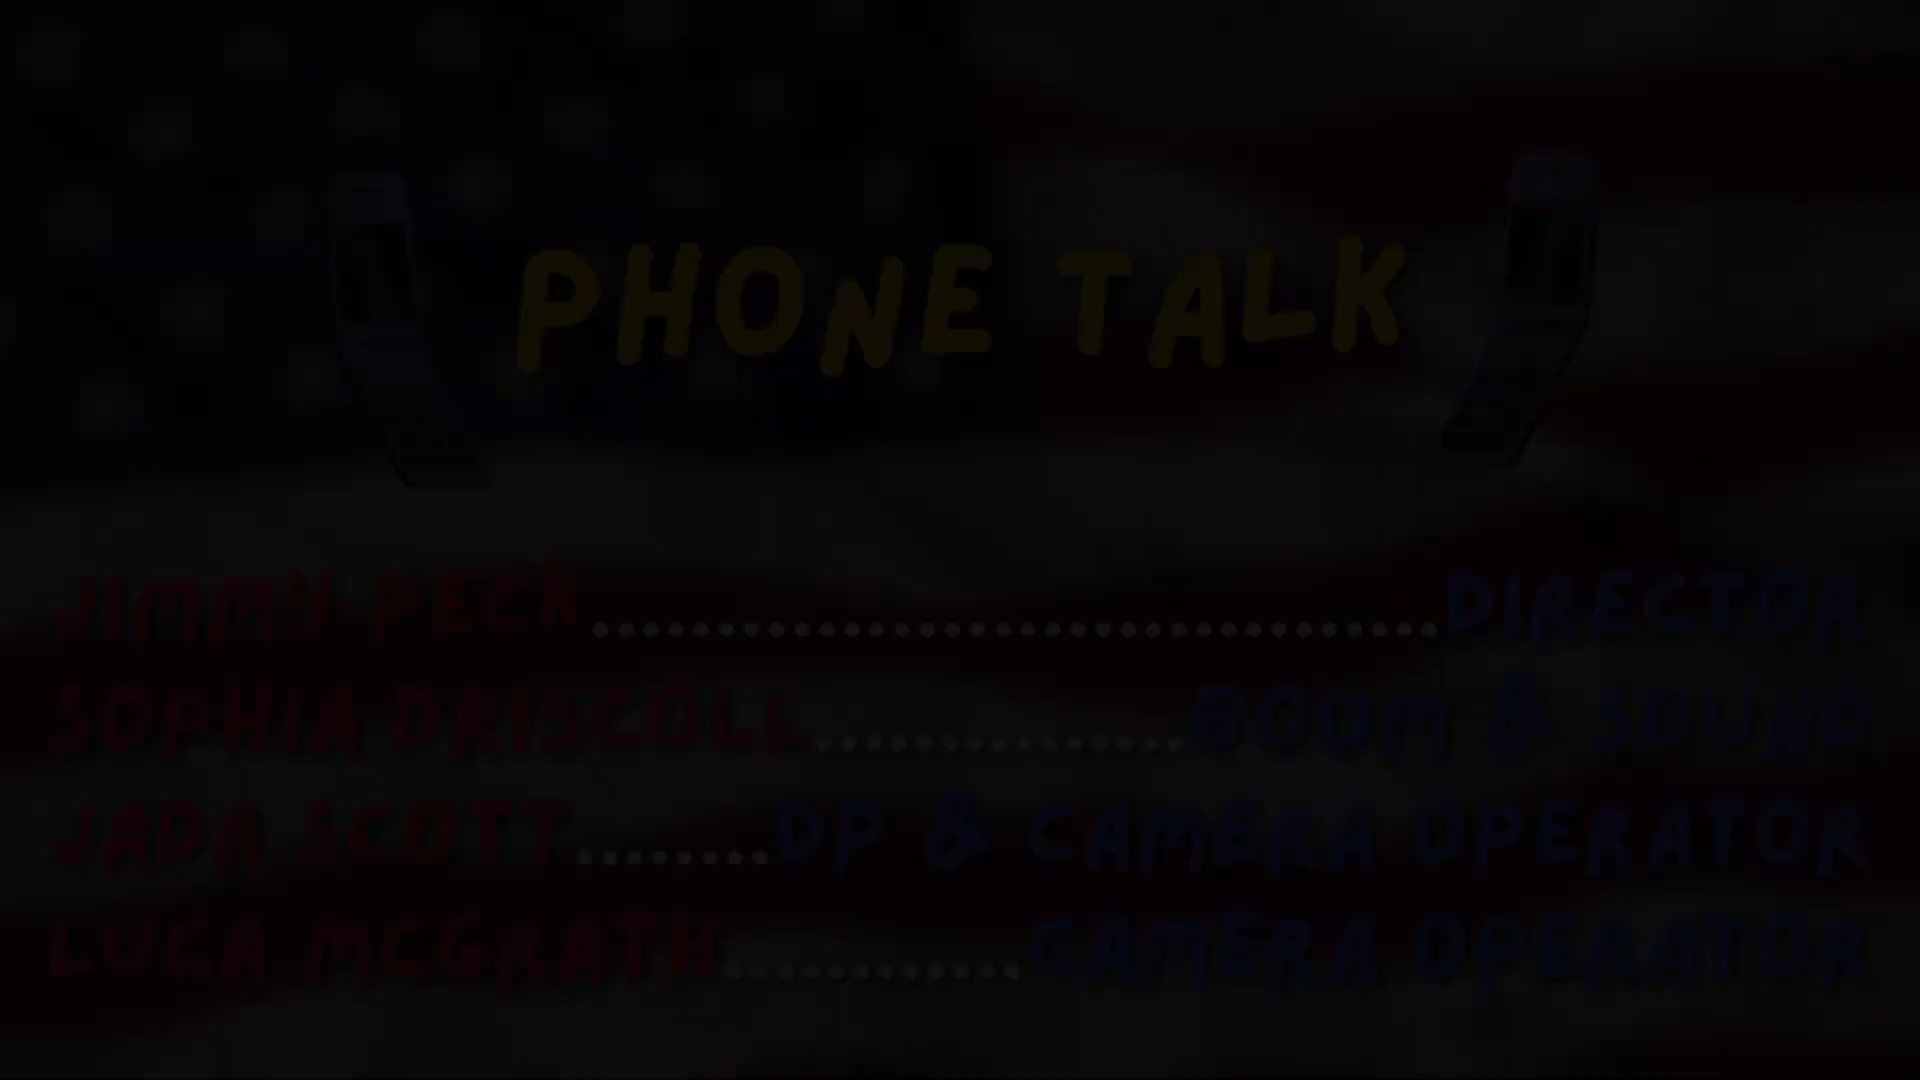 PHONE TALK
JIMMY PECK..................................DIRECTOR
SOPHIA DRISCOLL...............BOOM & SOUND
JADA SCOTT........DP & CAMERA OPERATOR
LUCA MCGRATH............CAMERA OPERATOR